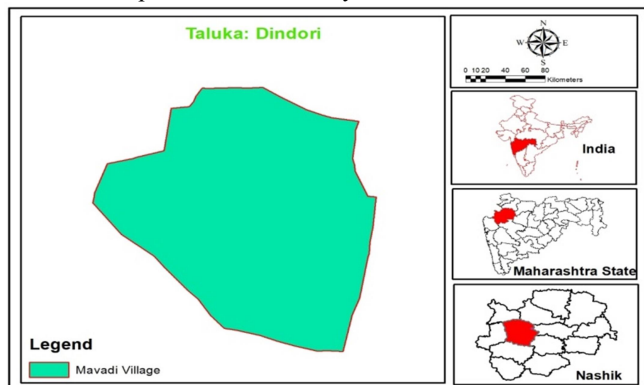 Taluka: Dindori
N
W E
S
0 10 20 40 60 80
Kilometers
India
Maharashtra State
Nashik
Legend
Mavadi Village